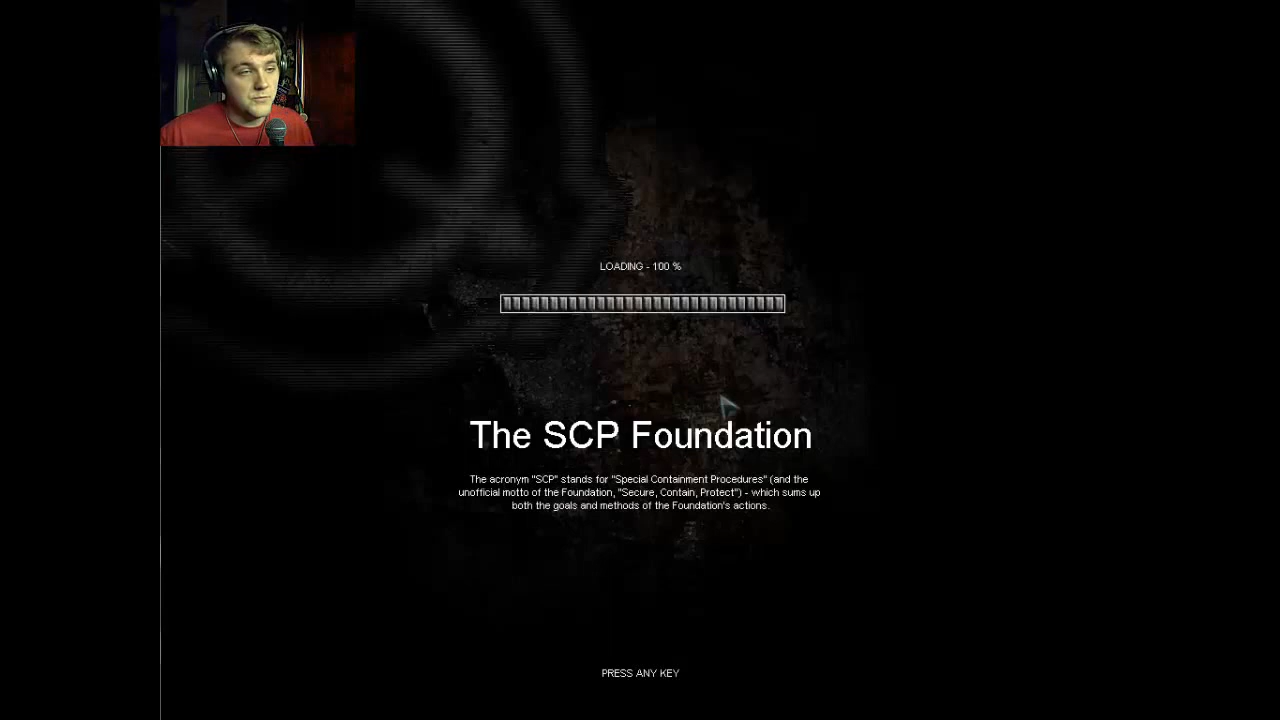 LOADING - 100 %
The SCP Foundation
The acronym "SCP" stands for "Special Containment Procedures" (and the
unofficial motto of the Foundation, "Secure, Contain, Protect") - which sums up
both the goals and methods of the Foundation's actions.
PRESS ANY KEY